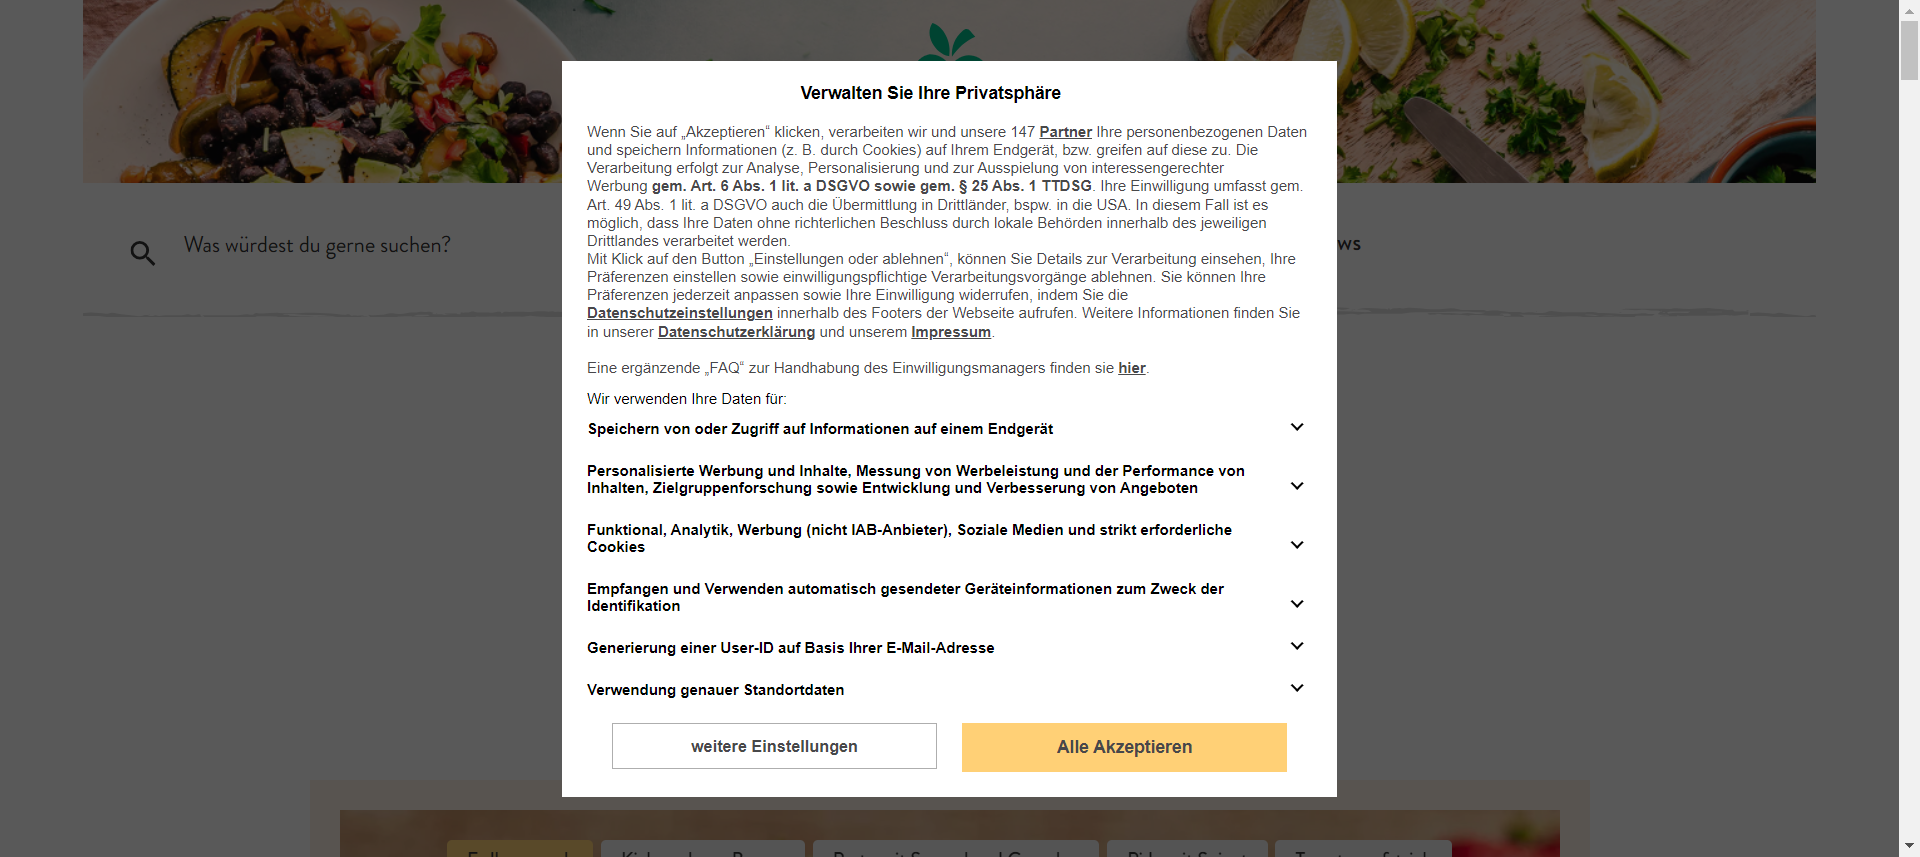 Verwalten Sie Ihre Privatsphäre
Wenn Sie auf „Akzeptieren“ klicken, verarbeiten wir und unsere 147 Partner Ihre personenbezogenen Daten
und speichern Informationen (z. B. durch Cookies) auf Ihrem Endgerät, bzw. greifen auf diese zu. Die
Verarbeitung erfolgt zur Analyse, Personalisierung und zur Ausspielung von interessengerechter
Werbung gem. Art. 6 Abs. 1 lit. a DSGVO sowie gem. § 25 Abs. 1 TTDSG. Ihre Einwilligung umfasst gem.
Art. 49 Abs. 1 lit. a DSGVO auch die Übermittlung in Drittländer, bspw. in die USA. In diesem Fall ist es
möglich, dass Ihre Daten ohne richterlichen Beschluss durch lokale Behörden innerhalb des jeweiligen
Drittlandes verarbeitet werden.
Mit Klick auf den Button „Einstellungen oder ablehnen“, können Sie Details zur Verarbeitung einsehen, Ihre
Präferenzen einstellen sowie einwilligungspflichtige Verarbeitungsvorgänge ablehnen. Sie können Ihre
Präferenzen jederzeit anpassen sowie Ihre Einwilligung widerrufen, indem Sie die
Datenschutzeinstellungen innerhalb des Footers der Webseite aufrufen. Weitere Informationen finden Sie
in unserer Datenschutzerklärung und unserem Impressum.
Eine ergänzende „FAQ“ zur Handhabung des Einwilligungsmanagers finden sie hier.
Wir verwenden Ihre Daten für:
Speichern von oder Zugriff auf Informationen auf einem Endgerät
Personalisierte Werbung und Inhalte, Messung von Werbeleistung und der Performance von
Inhalten, Zielgruppenforschung sowie Entwicklung und Verbesserung von Angeboten
Funktional, Analytik, Werbung (nicht IAB-Anbieter), Soziale Medien und strikt erforderliche
Cookies
Empfangen und Verwenden automatisch gesendeter Geräteinformationen zum Zweck der
Identifikation
Generierung einer User-ID auf Basis Ihrer E-Mail-Adresse
Verwendung genauer Standortdaten
weitere Einstellungen
Alle Akzeptieren
Was würdest du gerne suchen?
ws